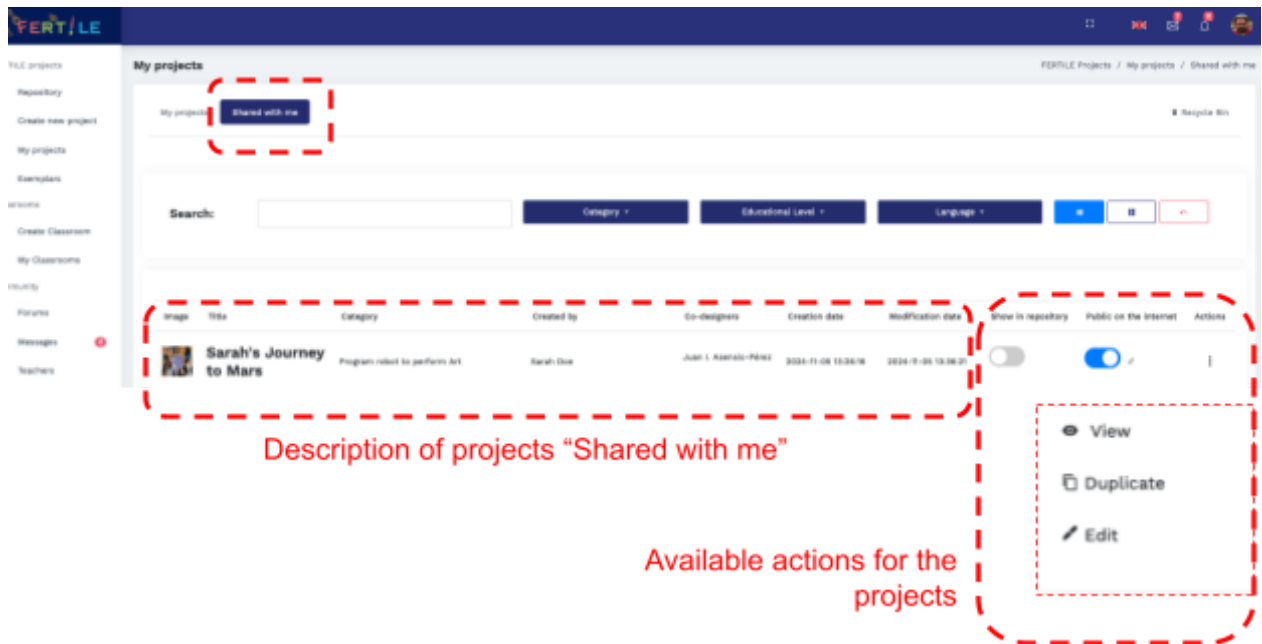 FERTILE
projects
My projects
FERTILE Projects / My projects / Shared with me
Repository
Create new project
My projects
Exemplars
My projects
Shared with me
Recycle Bin
Create Classroom
My Classrooms
Forums
Messages
Teachers
Search:
Category
Educational Level
Language
Image Title Category Created by Co-designers Creation date Modification date Show in repository Public on the internet Actions
Sarah's Journey
to Mars
Program robot to perform Art
Sarah Doe
Juan I. Asensio-Pérez
Description of projects “Shared with me”
View
Duplicate
Edit
Available actions for the
projects